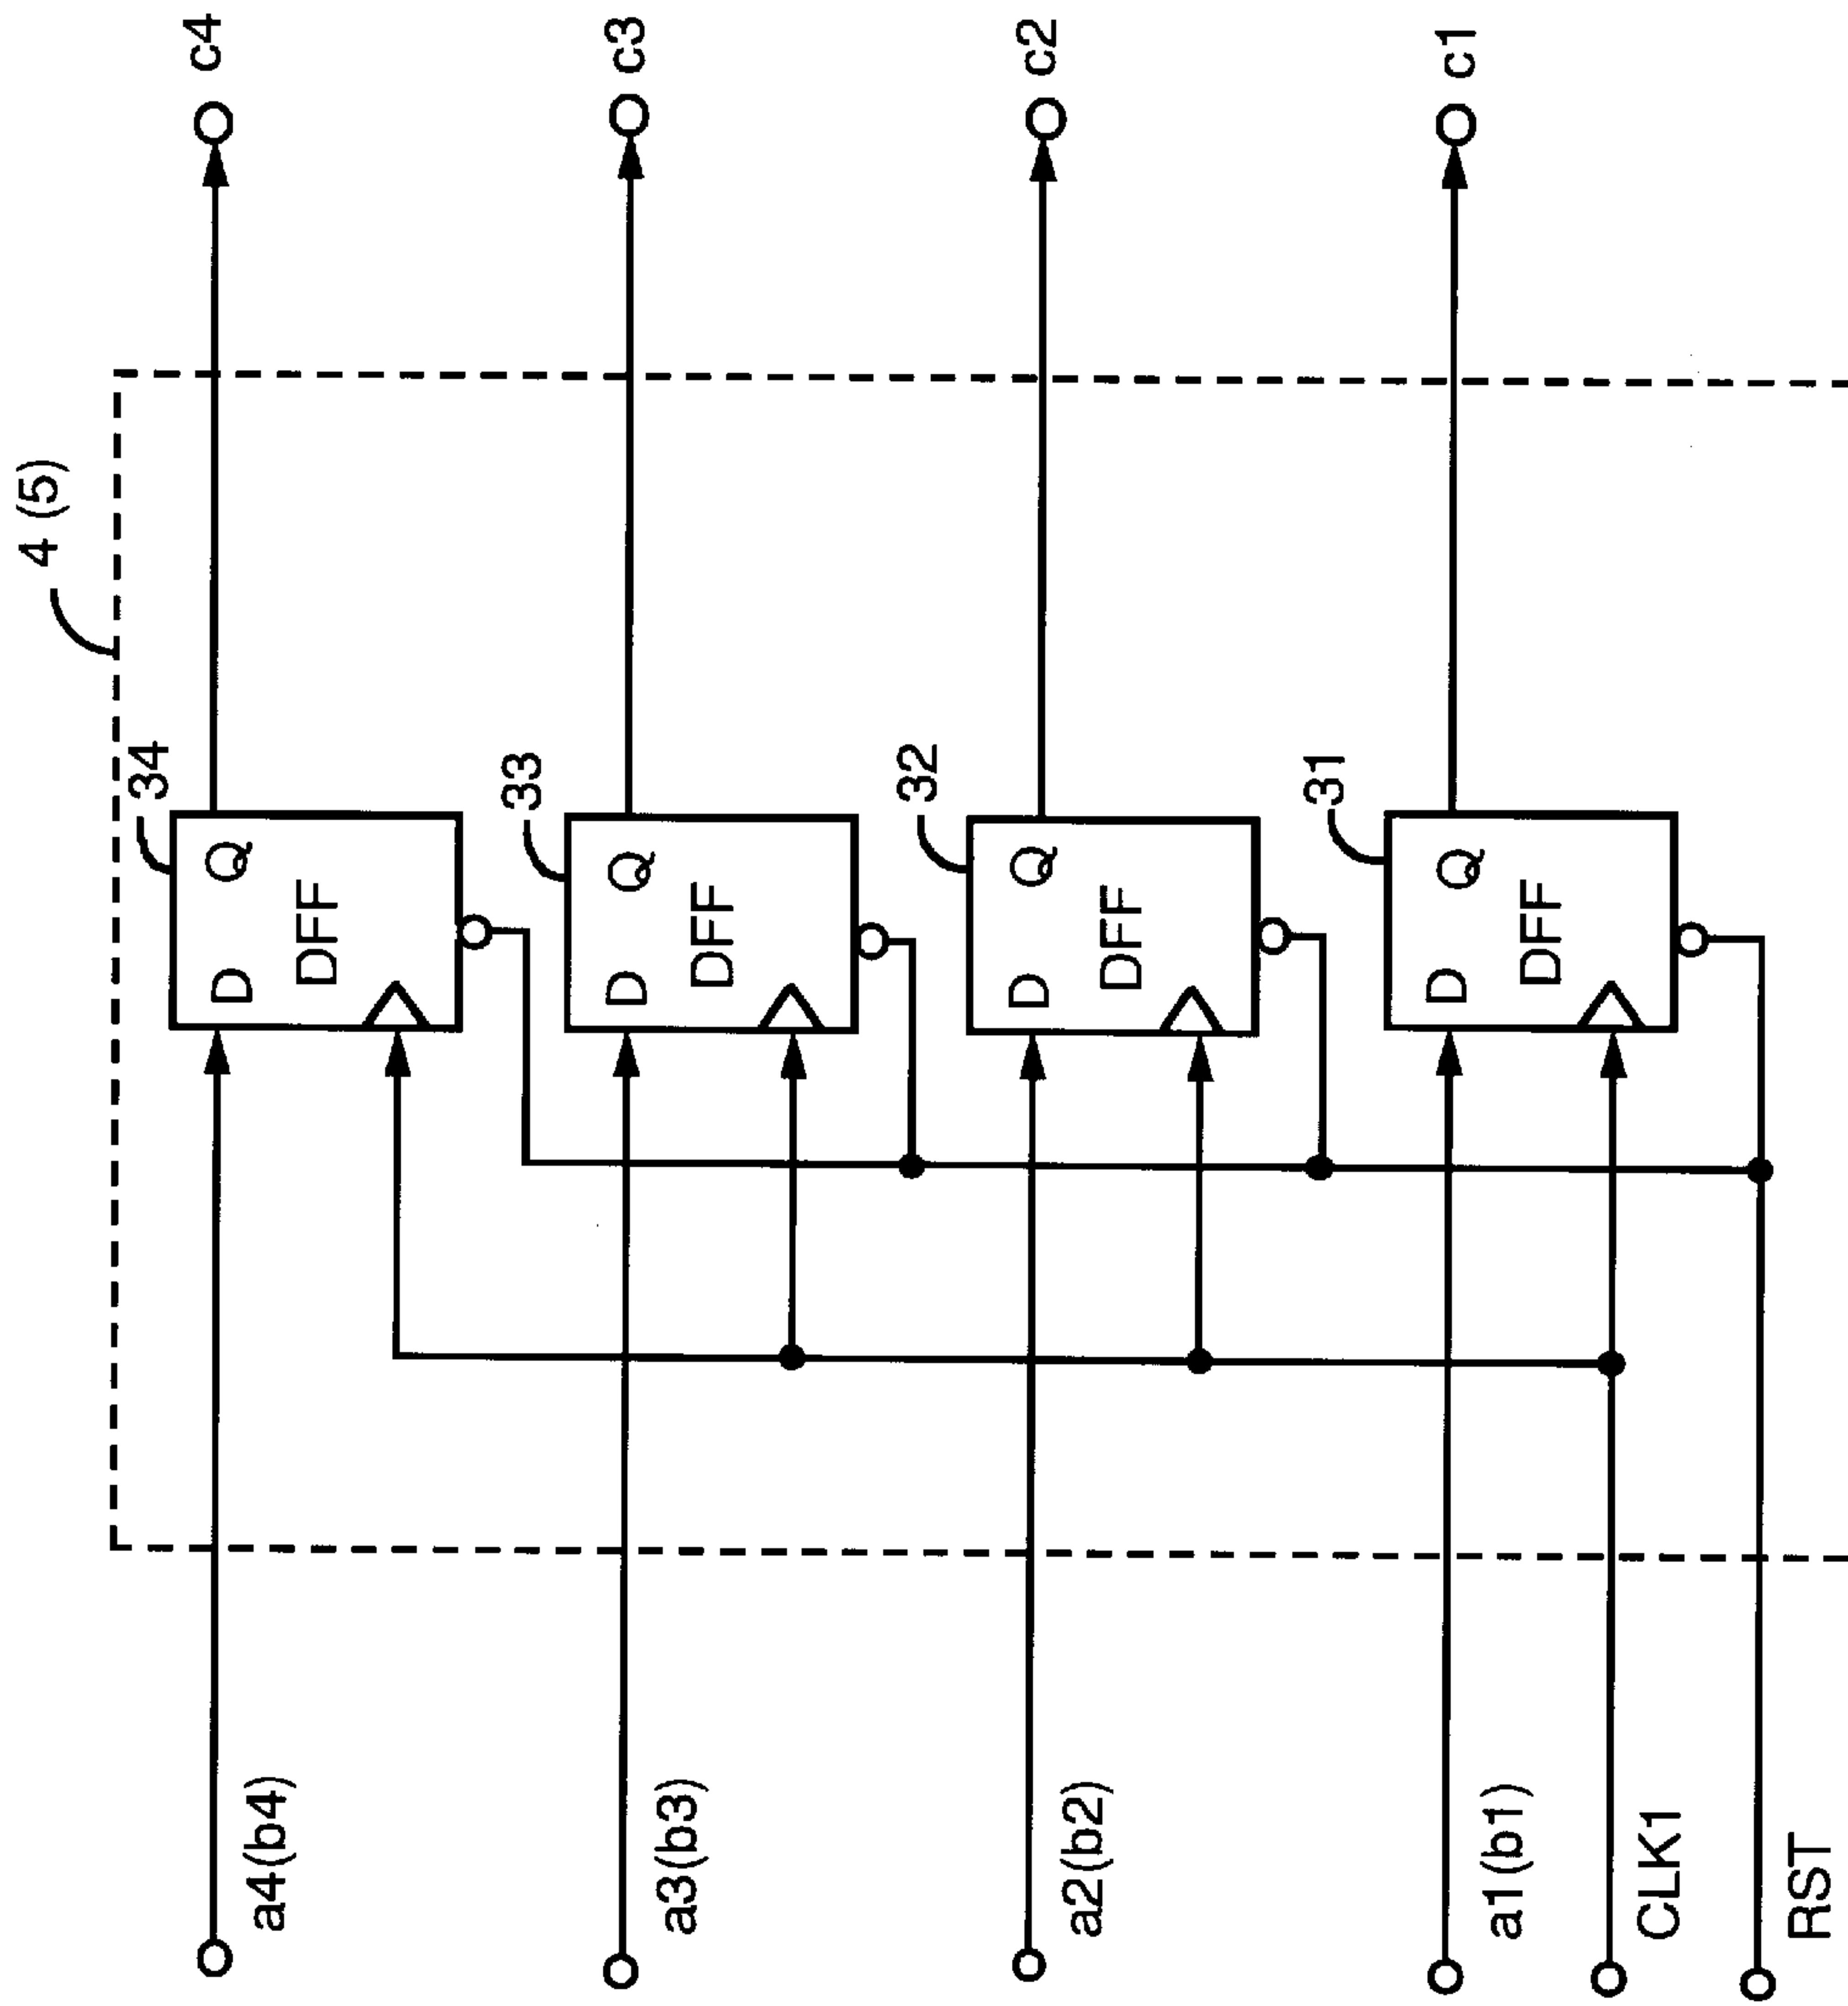 4 (5)
34
D Q
DFF
a4(b4)
c4
33
D Q
DFF
a3(b3)
c3
32
D Q
DFF
a2(b2)
c2
31
D Q
DFF
a1(b1)
c1
CLK1
RST